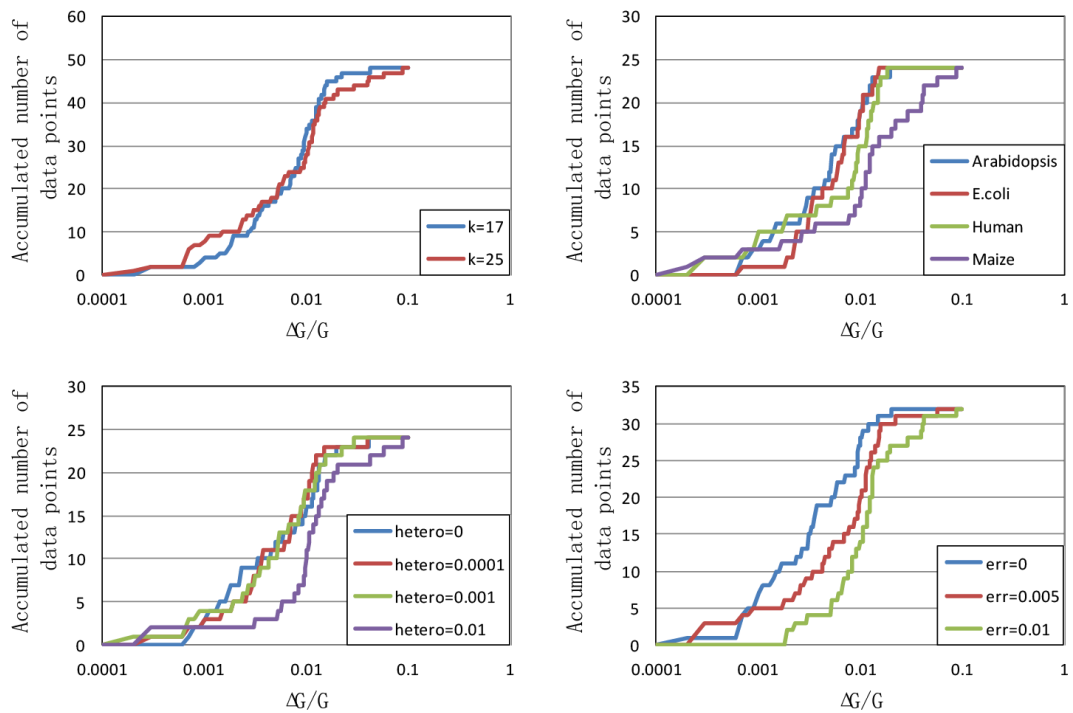 Accumulated number of
data points
60
50
40
30
20
10
0
0.0001
0.001
0.01
0.1
1
ΔG/G
k=17
k=25
Accumulated number of
data points
30
25
20
15
10
5
0
0.0001
0.001
0.01
0.1
1
ΔG/G
Arabidopsis
E.coli
Human
Maize
Accumulated number of
data points
30
25
20
15
10
5
0
0.0001
0.001
0.01
0.1
1
ΔG/G
hetero=0
hetero=0.0001
hetero=0.001
hetero=0.01
Accumulated number of
data points
35
30
25
20
15
10
5
0
0.0001
0.001
0.01
0.1
1
ΔG/G
err=0
err=0.005
err=0.01